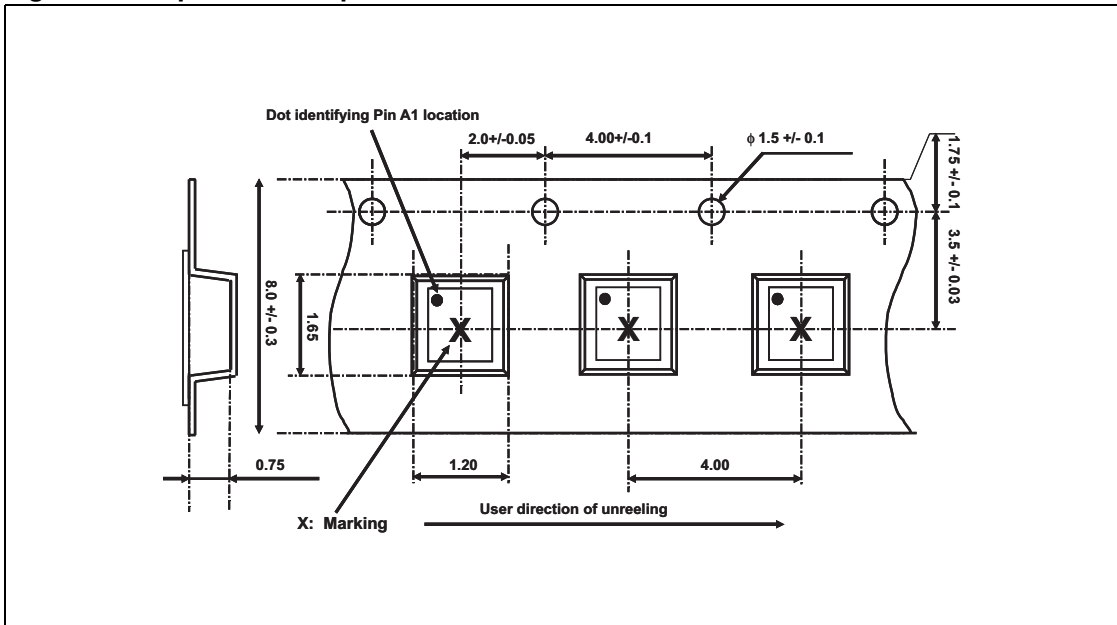 Dot identifying Pin A1 location
2.0+/-0.05
4.00+/-0.1
ϕ 1.5 +/- 0.1
1.75 +/- 0.1
3.5 +/- 0.03
8.0 +/- 0.3
1.65
X
X
X
0.75
1.20
4.00
X: Marking
User direction of unreeling